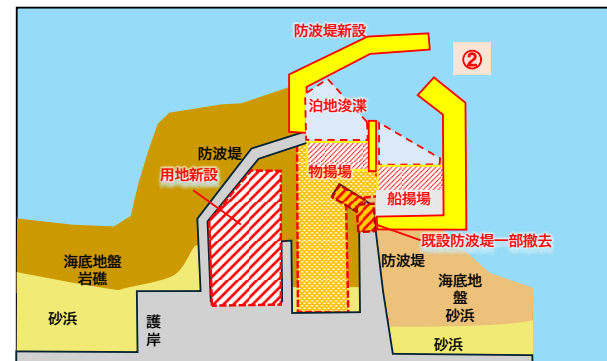 防波堤新設
②
泊地浚渫
防波堤
物揚場
用地新設
船揚場
既設防波堤一部撤去
防波堤
海底地盤
岩礁
海底地
盤
砂浜
砂浜
護
岸
砂浜